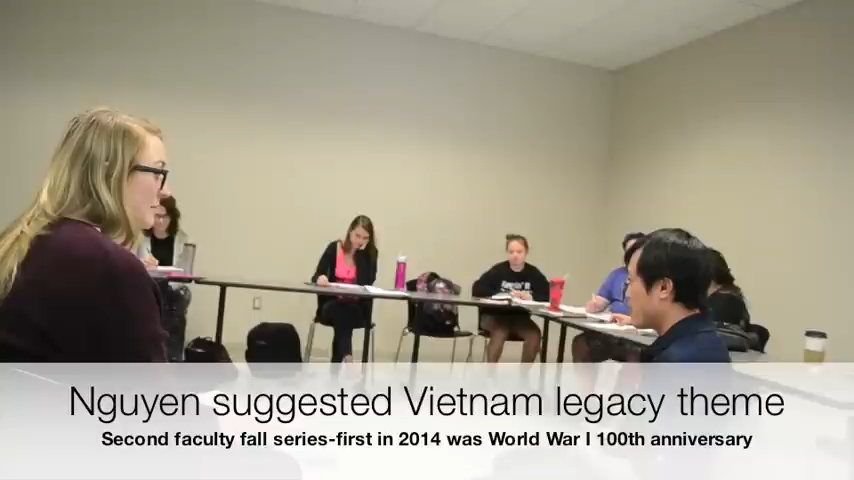 Nguyen suggested Vietnam legacy theme
Second faculty fall series-first in 2014 was World War I 100th anniversary